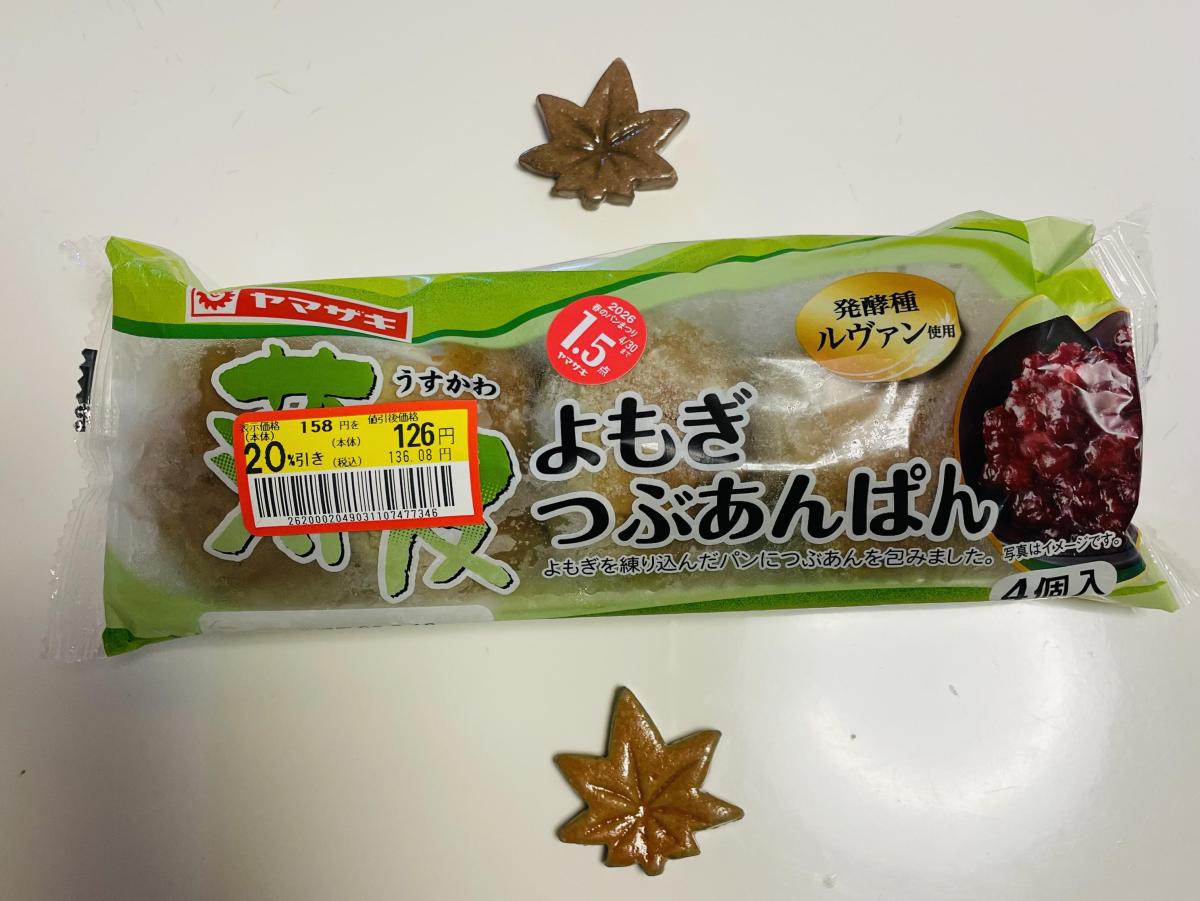 ヤマザキ
うすかわ
薄皮
2026
春のパンまつり
1.5点
4/30まで
ヤマザキ
発酵種
ルヴァン使用
表示価格
(本体)
158円を
値引後価格
(本体)
126円
20%引き
(税込)
136.08円
2620002049031107477346
よもぎ
つぶあんぱん
よもぎを練り込んだパンにつぶあんを包みました。
写真はイメージです。
4個入